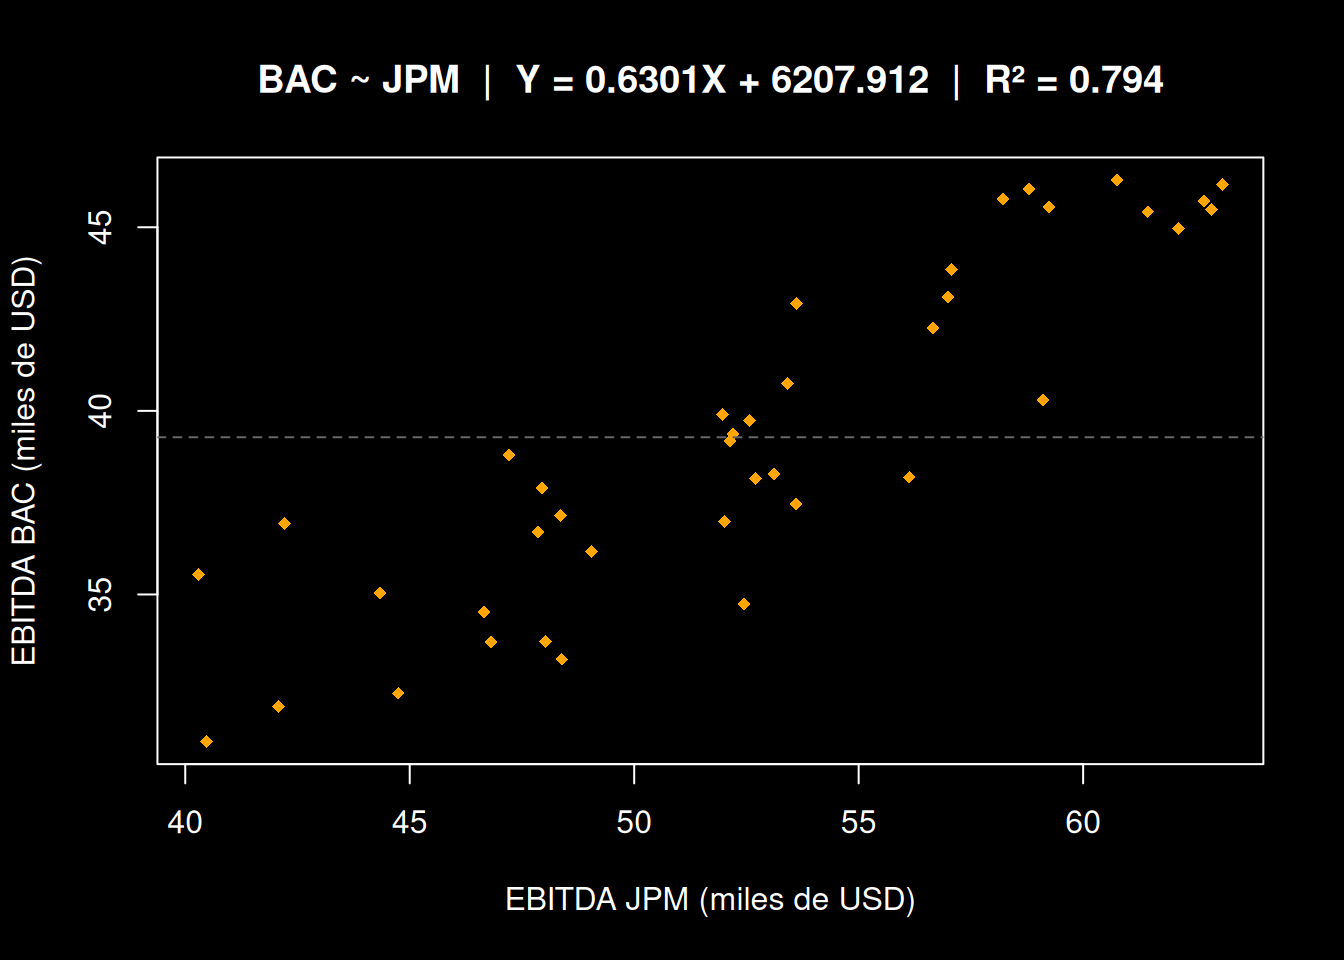 BAC ~ JPM | Y = 0.6301X + 6207.912 | R² = 0.794
EBITDA BAC (miles de USD)
45
40
35
40 45 50 55 60
EBITDA JPM (miles de USD)